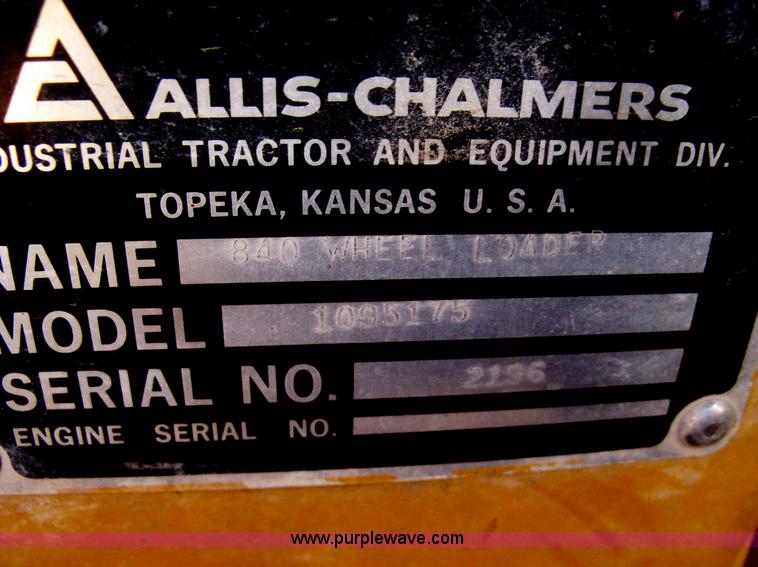 ALLIS-CHALMERS
DUSTRIAL TRACTOR AND EQUIPMENT DIV.
TOPEKA, KANSAS U. S. A.
NAME 840 WHEEL LOADER
MODEL 1095175
SERIAL NO. 2196
ENGINE SERIAL NO.
www.purplewave.com